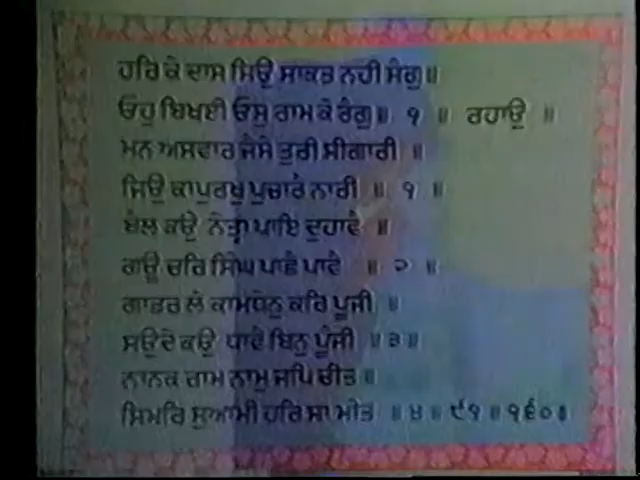 ਹਰਿ ਕੇ ਦਾਸ ਸਿਉ ਸਾਕਤ ਨਹੀ ਸੰਗੁ ॥
ਓਹੁ ਬਿਖਈ ਓਸੁ ਰਾਮ ਕੋ ਰੰਗੁ ॥ ੧ ॥ ਰਹਾਉ ॥
ਮਨ ਅਸਵਾਰ ਜੈਸੇ ਤੁਰੀ ਸੀਗਾਰੀ ॥
ਜਿਉ ਕਾਪੁਰਖੁ ਪੁਚਾਰੈ ਨਾਰੀ ॥ ੧ ॥
ਬੈਲ ਕਉ ਨੇਤ੍ਰਾ ਪਾਇ ਦੁਹਾਵੈ ॥
ਗਊ ਚਰਿ ਸਿੰਘ ਪਾਛੈ ਪਾਵੈ ॥ ੨ ॥
ਗਾਡਰ ਲੇ ਕਾਮਧੇਨੁ ਕਰਿ ਪੂਜੀ ॥
ਸਉਦੇ ਕਉ ਧਾਵੈ ਬਿਨੁ ਪੂੰਜੀ ॥ ੩ ॥
ਨਾਨਕ ਰਾਮ ਨਾਮੁ ਜਪਿ ਚੀਤ ॥
ਸਿਮਰਿ ਸੁਆਮੀ ਹਰਿ ਸਾ ਮੀਤ ॥ ੪ ॥ ੯੧ ॥ ੧੬੦ ॥